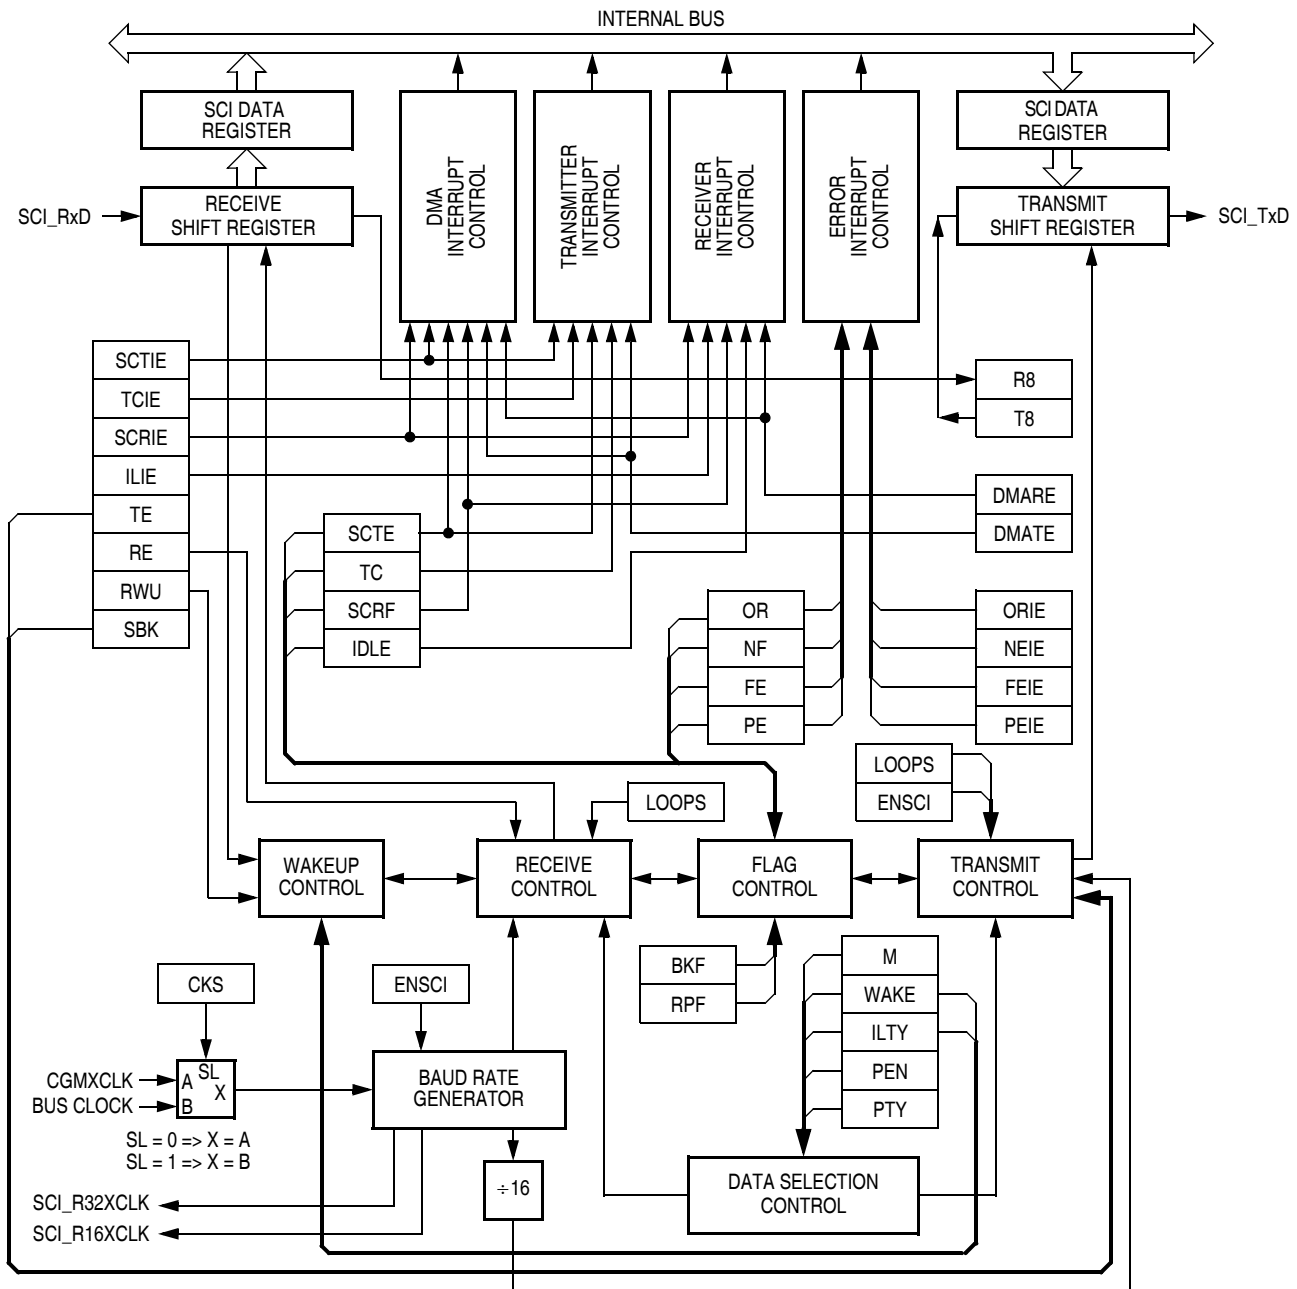 INTERNAL BUS
SCI DATA
REGISTER
SCI DATA
REGISTER
DMA
INTERRUPT
CONTROL
TRANSMITTER
INTERRUPT
CONTROL
RECEIVER
INTERRUPT
CONTROL
ERROR
INTERRUPT
CONTROL
SCI_RxD
RECEIVE
SHIFT REGISTER
TRANSMIT
SHIFT REGISTER
SCI_TxD
SCTIE
TCIE
SCRIE
ILIE
TE
RE
RWU
SBK
R8
T8
DMARE
DMATE
SCTE
TC
SCRF
IDLE
OR
NF
FE
PE
ORIE
NEIE
FEIE
PEIE
LOOPS
ENSCI
LOOPS
WAKEUP
CONTROL
RECEIVE
CONTROL
FLAG
CONTROL
TRANSMIT
CONTROL
BKF
RPF
M
WAKE
ILTY
PEN
PTY
CKS
ENSCI
CGMXCLK
BUS CLOCK
SL
A
X
B
SL = 0 => X = A
SL = 1 => X = B
BAUD RATE
GENERATOR
÷16
DATA SELECTION
CONTROL
SCI_R32XCLK
SCI_R16XCLK